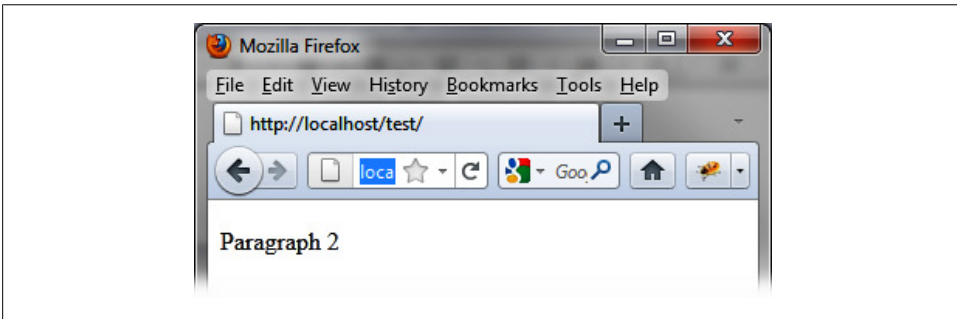 Mozilla Firefox
File Edit View History Bookmarks Tools Help
http://localhost/test/
loca Goo
Paragraph 2